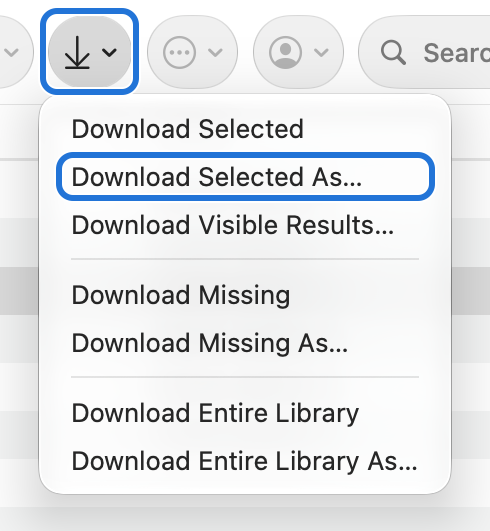 Searc
Download Selected
Download Selected As...
Download Visible Results...
Download Missing
Download Missing As...
Download Entire Library
Download Entire Library As...